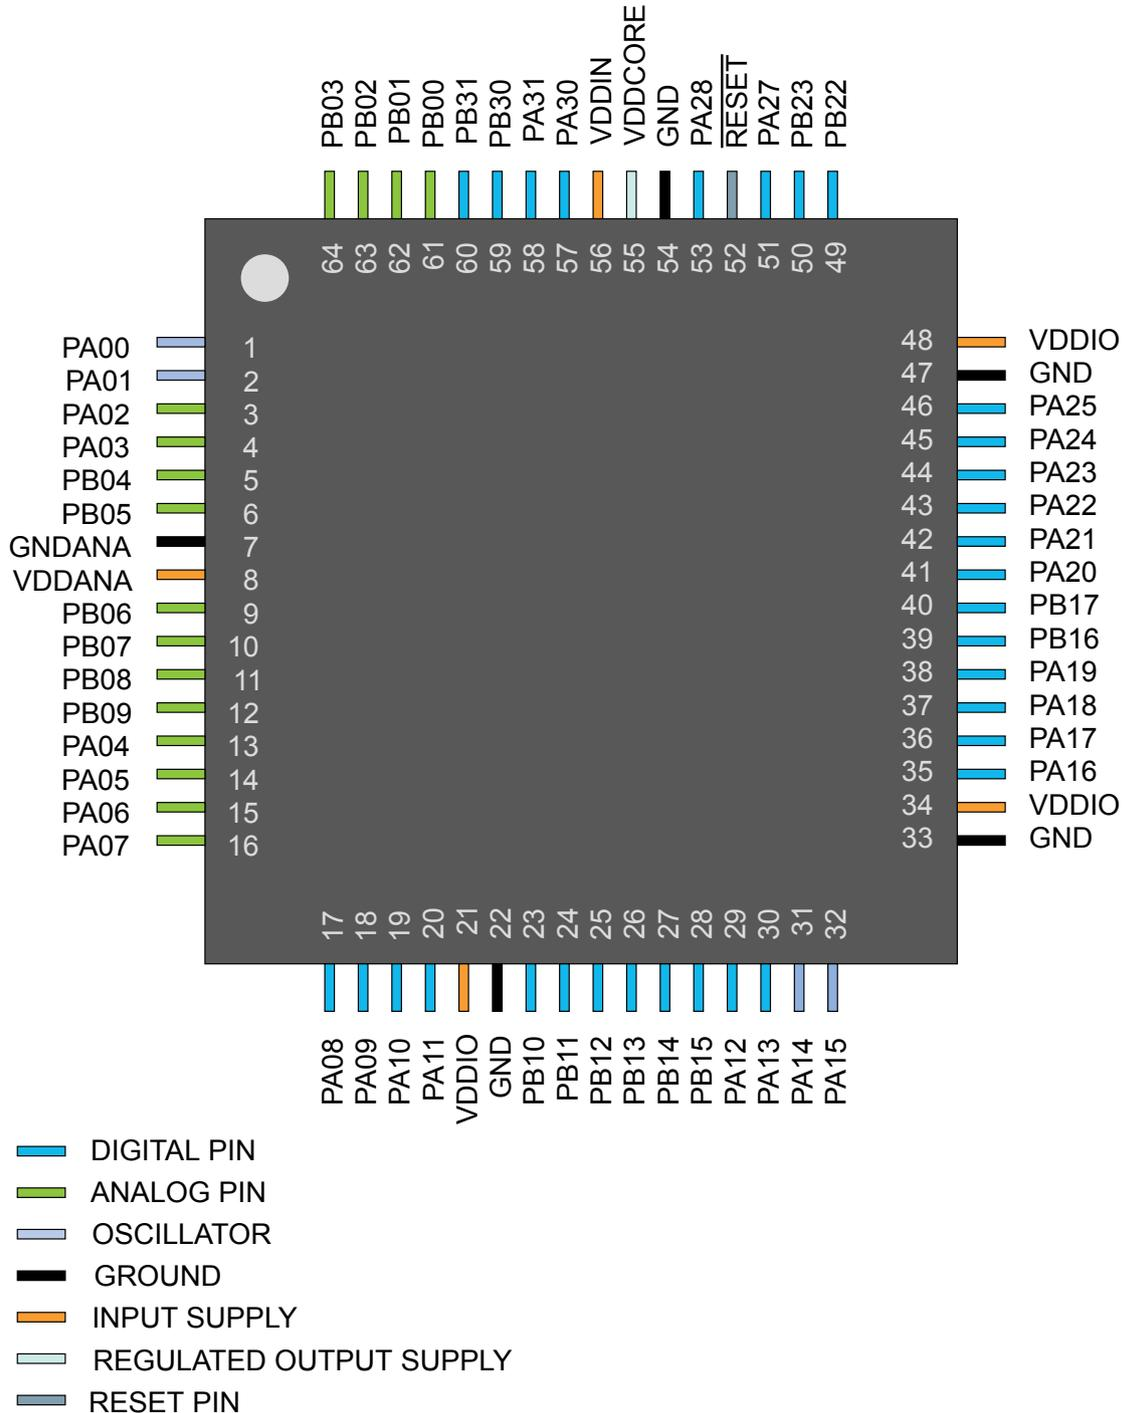 PB03
PB02
PB01
PB00
PB31
PB30
PA31
PA30
VDDIN
VDDCORE
GND
PA28
RESET
PA27
PB23
PB22
64
63
62
61
60
59
58
57
56
55
54
53
52
51
50
49
PA00 1
PA01 2
PA02 3
PA03 4
PB04 5
PB05 6
GNDANA 7
VDDANA 8
PB06 9
PB07 10
PB08 11
PB09 12
PA04 13
PA05 14
PA06 15
PA07 16
48 VDDIO
47 GND
46 PA25
45 PA24
44 PA23
43 PA22
42 PA21
41 PA20
40 PB17
39 PB16
38 PA19
37 PA18
36 PA17
35 PA16
34 VDDIO
33 GND
17
18
19
20
21
22
23
24
25
26
27
28
29
30
31
32
PA08
PA09
PA10
PA11
VDDIO
GND
PB10
PB11
PB12
PB13
PB14
PB15
PA12
PA13
PA14
PA15
DIGITAL PIN
ANALOG PIN
OSCILLATOR
GROUND
INPUT SUPPLY
REGULATED OUTPUT SUPPLY
RESET PIN